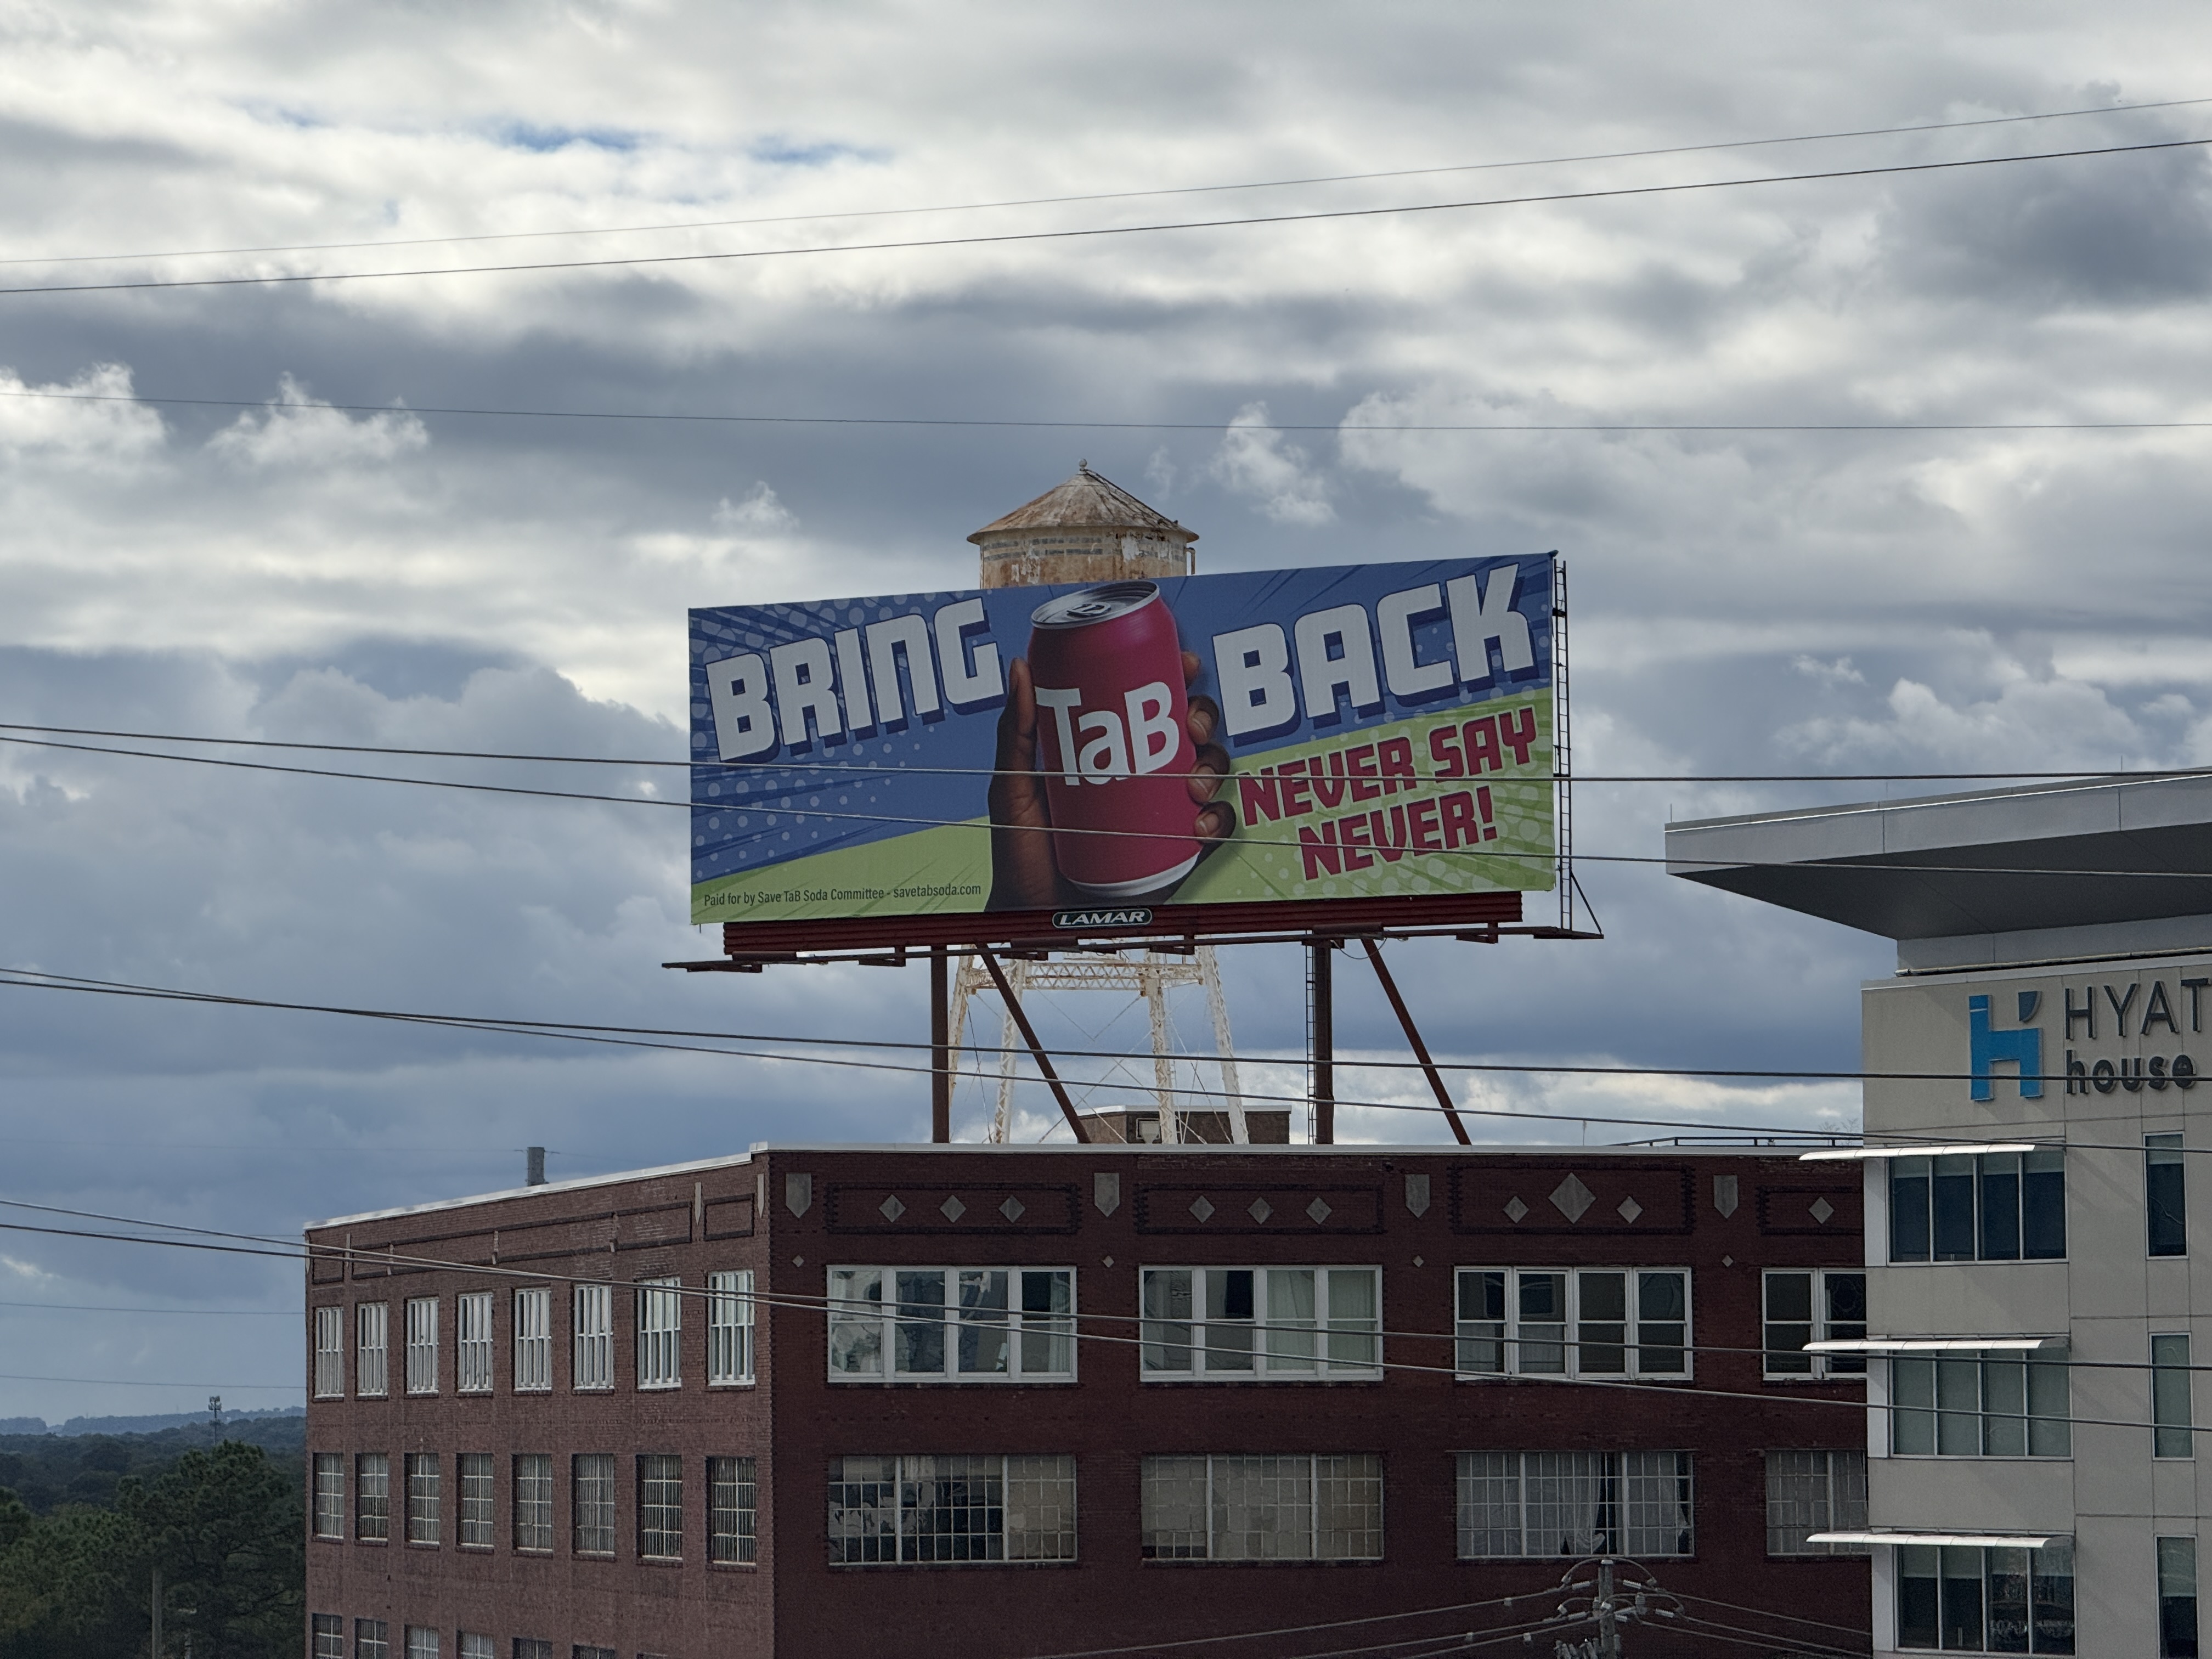 BRING TaB BACK
NEVER SAY
NEVER!
Paid for by Save TaB Soda Committee - savetabsoda.com
LAMAR
HYAT
house